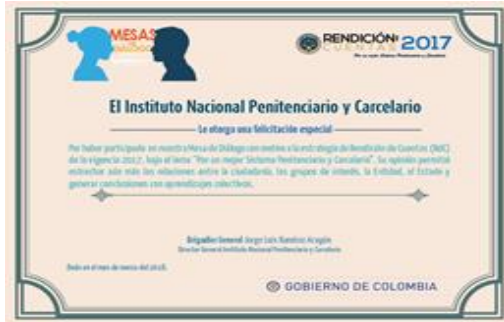 MESAS
RENDICIÓN: CUENTAS 2017
El Instituto Nacional Penitenciario y Carcelario
Le otorga una felicitación especial
Por haber participado en nuestra Mesa de Diálogo con motivo a la estrategia de Rendición de Cuentas (RdC)
de la vigencia 2017, bajo el lema "Por un mejor Sistema Penitenciario y Carcelario". Su opinión permitió
estrechar aún más las relaciones entre la ciudadanía, los grupos de interés, la Entidad, el Estado y
generar conclusiones con aprendizajes colectivos.
Brigadier General Jorge Luis Ramírez Aragón
Director General Instituto Nacional Penitenciario y Carcelario
Dado en el mes de marzo del 2018.
GOBIERNO DE COLOMBIA